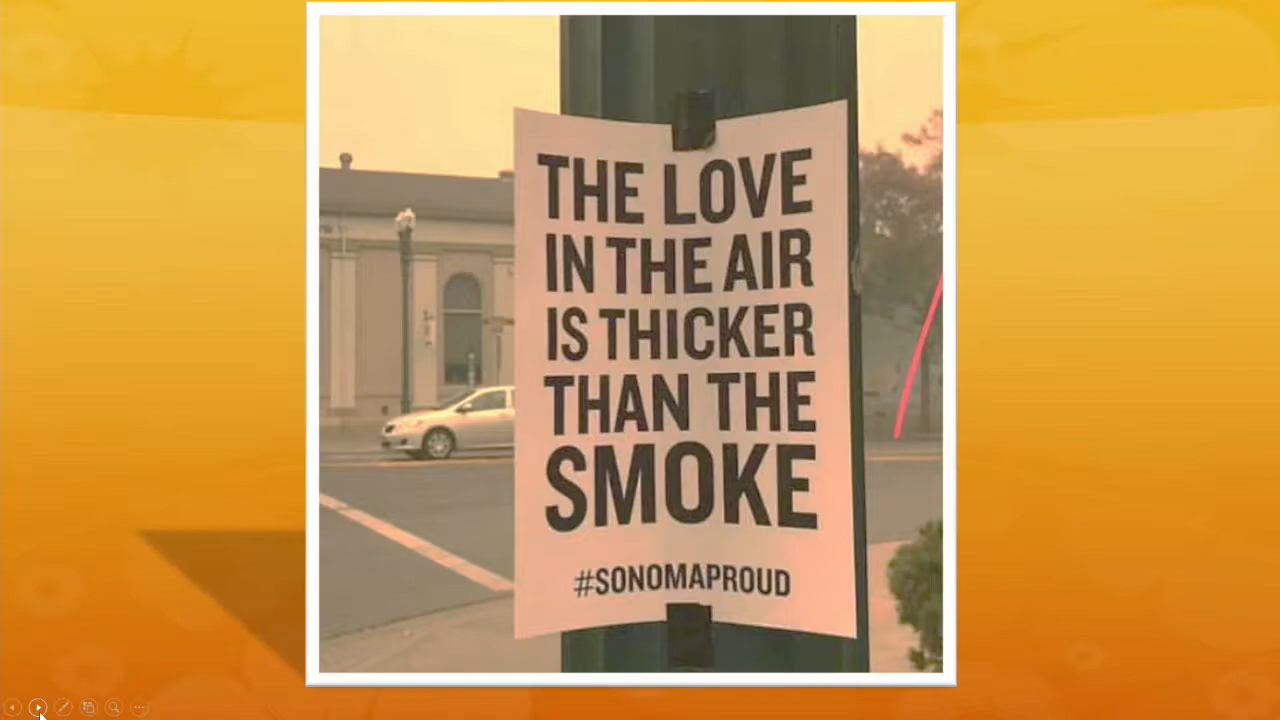 THE LOVE
IN THE AIR
IS THICKER
THAN THE
SMOKE
#SONOMAPROUD